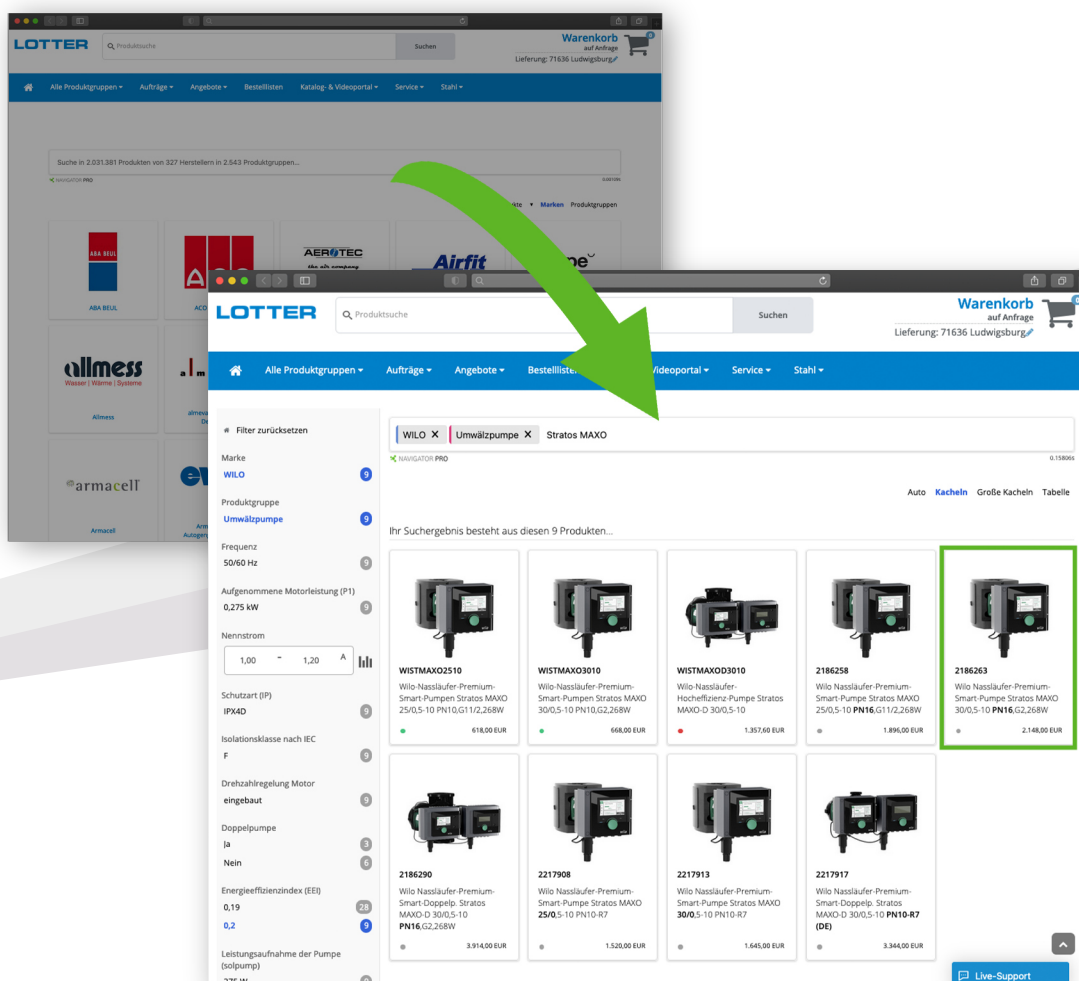 LOTTER
Produktsuche
Suchen
Warenkorb
0
auf Anfrage
Lieferung: 71636 Ludwigsburg
Alle Produktgruppen
Aufträge
Angebote
Bestelllisten
Katalog- & Videoportal
Service
Stahl
Suche in 2.031.381 Produkten von 327 Herstellern in 2.543 Produktgruppen...
NAVIGATOR PRO
Marken
Produktgruppen
ABA BEUL
ABA BEUL
AEROTEC
the air company
Airfit
allmess
Wasser | Wärme | Systeme
Allmess
armacell
Armacell
LOTTER
Produktsuche
Suchen
Warenkorb
0
auf Anfrage
Lieferung: 71636 Ludwigsburg
Alle Produktgruppen
Aufträge
Angebote
Bestelllisten
Videoportal
Service
Stahl
# Filter zurücksetzen
Marke
WILO 9
Produktgruppe
Umwälzpumpe 9
Frequenz
50/60 Hz 9
Aufgenommene Motorleistung (P1)
0,275 kW 9
Nennstrom
1,00 - 1,20 A
Schutzart (IP)
IPX4D 9
Isolationsklasse nach IEC
F 9
Drehzahlregelung Motor
eingebaut 9
Doppelpumpe
Ja 3
Nein 6
Energieeffizienzindex (EEI)
0,19 28
0,2 9
Leistungsaufnahme der Pumpe
(solpump)
WILO X Umwälzpumpe X Stratos MAXO
NAVIGATOR PRO
0.15806s
Auto Kacheln Große Kacheln Tabelle
Ihr Suchergebnis besteht aus diesen 9 Produkten...
WISTMAXO2510
Wilo-Nassläufer-Premium-
Smart-Pumpen Stratos MAXO
25/0,5-10 PN10,G11/2,268W
618,00 EUR
WISTMAXO3010
Wilo-Nassläufer-Premium-
Smart-Pumpen Stratos MAXO
30/0,5-10 PN10,G2,268W
668,00 EUR
WISTMAXOD3010
Wilo-Nassläufer-
Hocheffizienz-Pumpe Stratos
MAXO-D 30/0,5-10
1.357,60 EUR
2186258
Wilo Nassläufer-Premium-
Smart-Pumpe Stratos MAXO
25/0,5-10 PN16,G11/2,268W
1.896,00 EUR
2186263
Wilo Nassläufer-Premium-
Smart-Pumpe Stratos MAXO
30/0,5-10 PN16,G2,268W
2.148,00 EUR
2186290
Wilo Nassläufer-Premium-
Smart-Doppelp. Stratos
MAXO-D 30/0,5-10
PN16,G2,268W
3.914,00 EUR
2217908
Wilo Nassläufer-Premium-
Smart-Pumpe Stratos MAXO
25/0,5-10 PN10-R7
1.520,00 EUR
2217913
Wilo Nassläufer-Premium-
Smart-Pumpe Stratos MAXO
30/0,5-10 PN10-R7
1.645,00 EUR
2217917
Wilo Nassläufer-Premium-
Smart-Doppelp. Stratos
MAXO-D 30/0,5-10 PN10-R7
(DE)
3.344,00 EUR
Live-Support